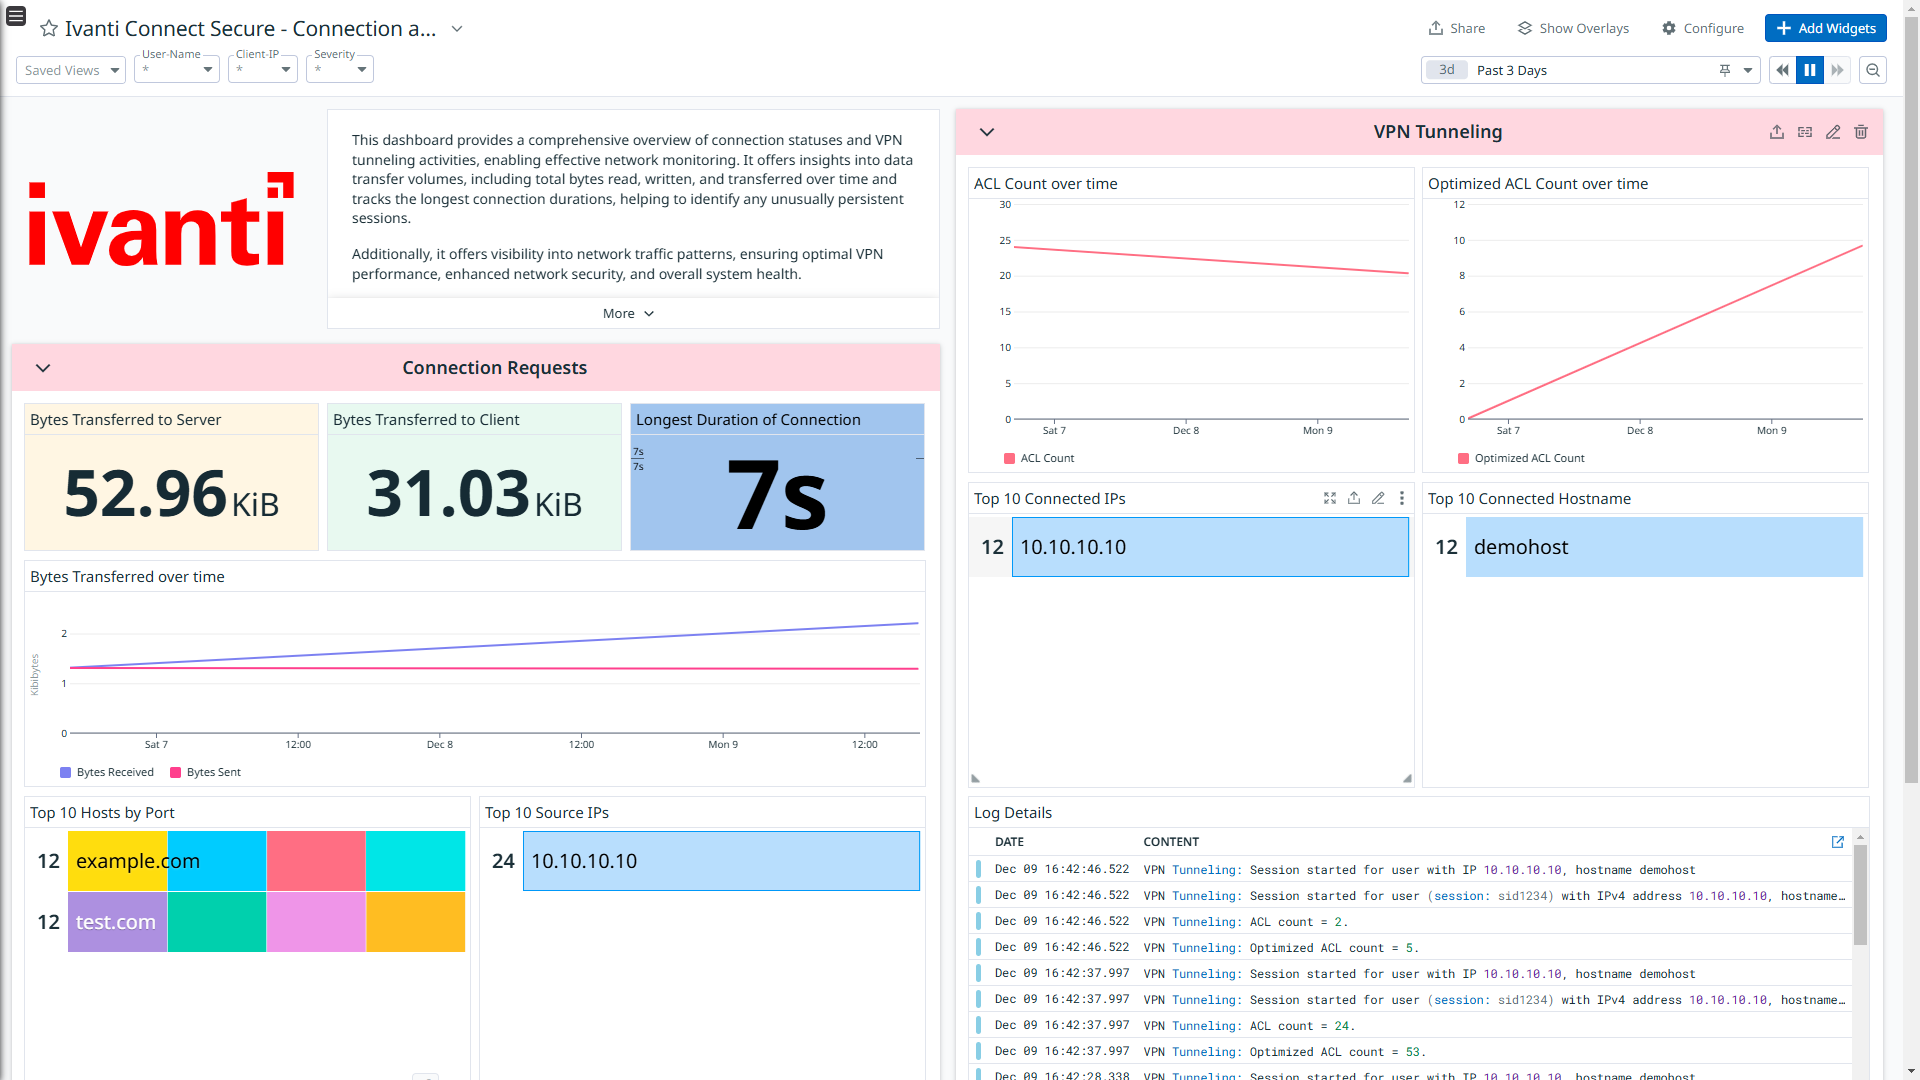 Ivanti Connect Secure - Connection a...
Share
Show Overlays
Configure
Add Widgets
Saved Views
User-Name
*
Client-IP
*
Severity
*
3d
Past 3 Days
ivanti
This dashboard provides a comprehensive overview of connection statuses and VPN
tunneling activities, enabling effective network monitoring. It offers insights into data
transfer volumes, including total bytes read, written, and transferred over time and
tracks the longest connection durations, helping to identify any unusually persistent
sessions.
Additionally, it offers visibility into network traffic patterns, ensuring optimal VPN
performance, enhanced network security, and overall system health.
More
Connection Requests
Bytes Transferred to Server
52.96 KiB
Bytes Transferred to Client
31.03 KiB
Longest Duration of Connection
7s
7s
7s
Bytes Transferred over time
Kibibytes
2
1
0
Sat 7
12:00
Dec 8
12:00
Mon 9
12:00
Bytes Received
Bytes Sent
Top 10 Hosts by Port
12 example.com
12 test.com
Top 10 Source IPs
24 10.10.10.10
VPN Tunneling
ACL Count over time
30
25
20
15
10
5
0
Sat 7
Dec 8
Mon 9
ACL Count
Optimized ACL Count over time
12
10
8
6
4
2
0
Sat 7
Dec 8
Mon 9
Optimized ACL Count
Top 10 Connected IPs
12 10.10.10.10
Top 10 Connected Hostname
12 demohost
Log Details
DATE CONTENT
Dec 09 16:42:46.522 VPN Tunneling: Session started for user with IP 10.10.10.10, hostname demohost
Dec 09 16:42:46.522 VPN Tunneling: Session started for user (session: sid1234) with IPv4 address 10.10.10.10, hostname…
Dec 09 16:42:46.522 VPN Tunneling: ACL count = 2.
Dec 09 16:42:46.522 VPN Tunneling: Optimized ACL count = 5.
Dec 09 16:42:37.997 VPN Tunneling: Session started for user with IP 10.10.10.10, hostname demohost
Dec 09 16:42:37.997 VPN Tunneling: Session started for user (session: sid1234) with IPv4 address 10.10.10.10, hostname…
Dec 09 16:42:37.997 VPN Tunneling: ACL count = 24.
Dec 09 16:42:37.997 VPN Tunneling: Optimized ACL count = 53.
Dec 09 16:42:28.338 VPN Tunneling: Session started for user with IP 10.10.10.10, hostname demohost